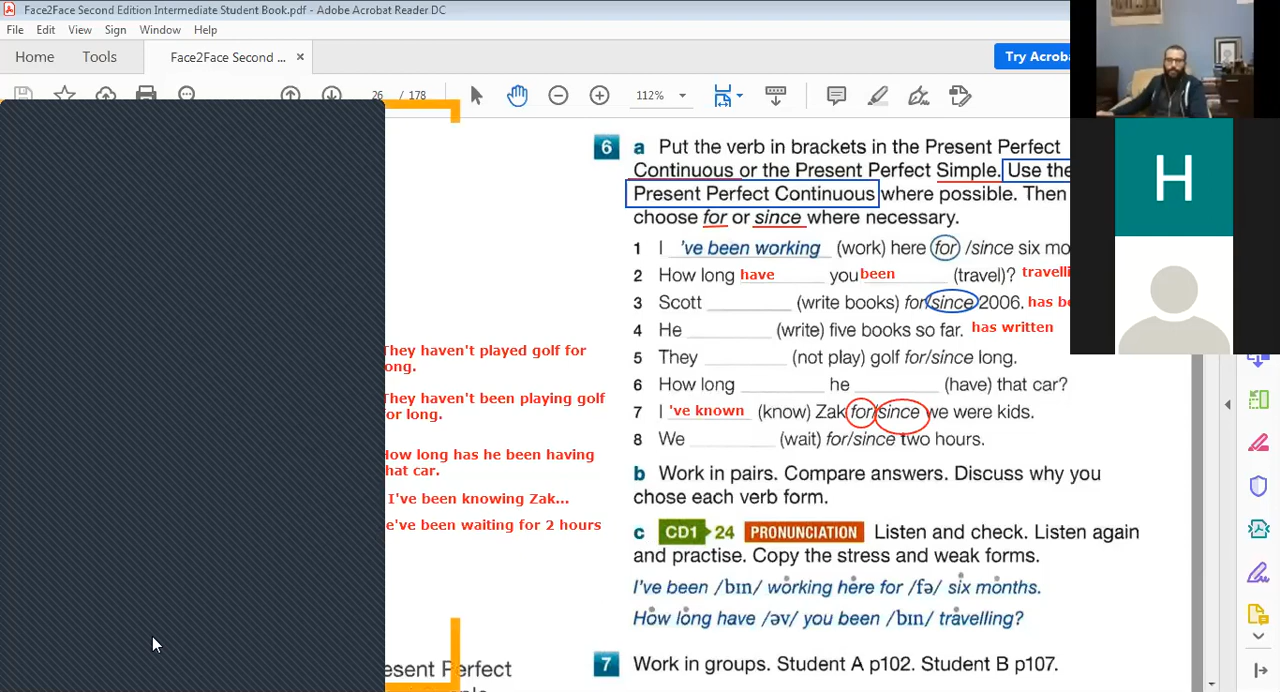 Face2Face Second Edition Intermediate Student Book.pdf - Adobe Acrobat Reader DC
File Edit View Sign Window Help
Home Tools Face2Face Second ... × Try Acroba
26 / 178 112%
6 a Put the verb in brackets in the Present Perfect
Continuous or the Present Perfect Simple. Use the
Present Perfect Continuous where possible. Then
choose for or since where necessary.
1 I 've been working (work) here for /since six mo
2 How long have you been (travel)? travelli
3 Scott (write books) for/since 2006. has be
4 He (write) five books so far. has written
5 They (not play) golf for/since long.
6 How long he (have) that car?
7 I 've known (know) Zak for/since we were kids.
8 We (wait) for/since two hours.
They haven't played golf for
long.
They haven't been playing golf
for long.
How long has he been having
that car.
I've been knowing Zak...
e've been waiting for 2 hours
b Work in pairs. Compare answers. Discuss why you
chose each verb form.
c CD1 24 PRONUNCIATION Listen and check. Listen again
and practise. Copy the stress and weak forms.
I've been /bɪn/ working here for /fə/ six months.
How long have /əv/ you been /bɪn/ travelling?
7 Work in groups. Student A p102. Student B p107.
esent Perfect
H